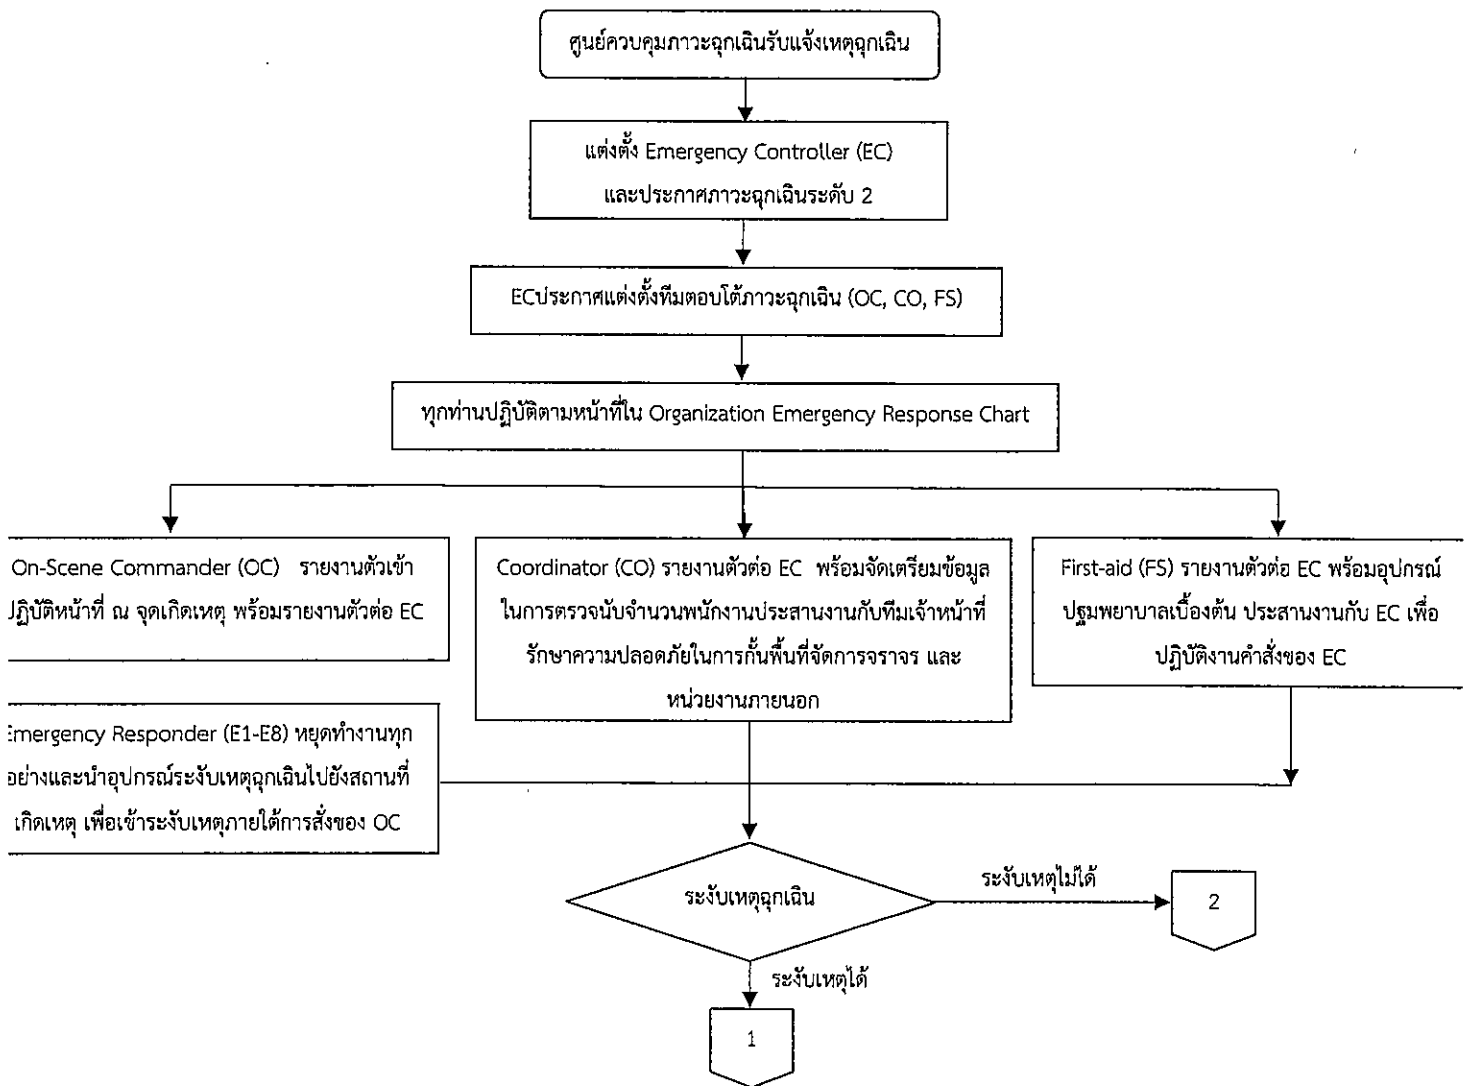 ศูนย์ควบคุมภาวะฉุกเฉินรับแจ้งเหตุฉุกเฉิน
แต่งตั้ง Emergency Controller (EC)
และประกาศภาวะฉุกเฉินระดับ 2
ECประกาศแต่งตั้งทีมตอบโต้ภาวะฉุกเฉิน (OC, CO, FS)
ทุกท่านปฏิบัติตามหน้าที่ใน Organization Emergency Response Chart
On-Scene Commander (OC) รายงานตัวเข้า
ปฏิบัติหน้าที่ ณ จุดเกิดเหตุ พร้อมรายงานตัวต่อ EC
Coordinator (CO) รายงานตัวต่อ EC พร้อมจัดเตรียมข้อมูล
ในการตรวจนับจำนวนพนักงานประสานงานกับทีมเจ้าหน้าที่
รักษาความปลอดภัยในการกั้นพื้นที่จัดการจราจร และ
หน่วยงานภายนอก
First-aid (FS) รายงานตัวต่อ EC พร้อมอุปกรณ์
ปฐมพยาบาลเบื้องต้น ประสานงานกับ EC เพื่อ
ปฏิบัติงานคำสั่งของ EC
Emergency Responder (E1-E8) หยุดทำงานทุก
อย่างและนำอุปกรณ์ระงับเหตุฉุกเฉินไปยังสถานที่
เกิดเหตุ เพื่อเข้าระงับเหตุภายใต้การสั่งของ OC
ระงับเหตุฉุกเฉิน
ระงับเหตุไม่ได้
2
ระงับเหตุได้
1